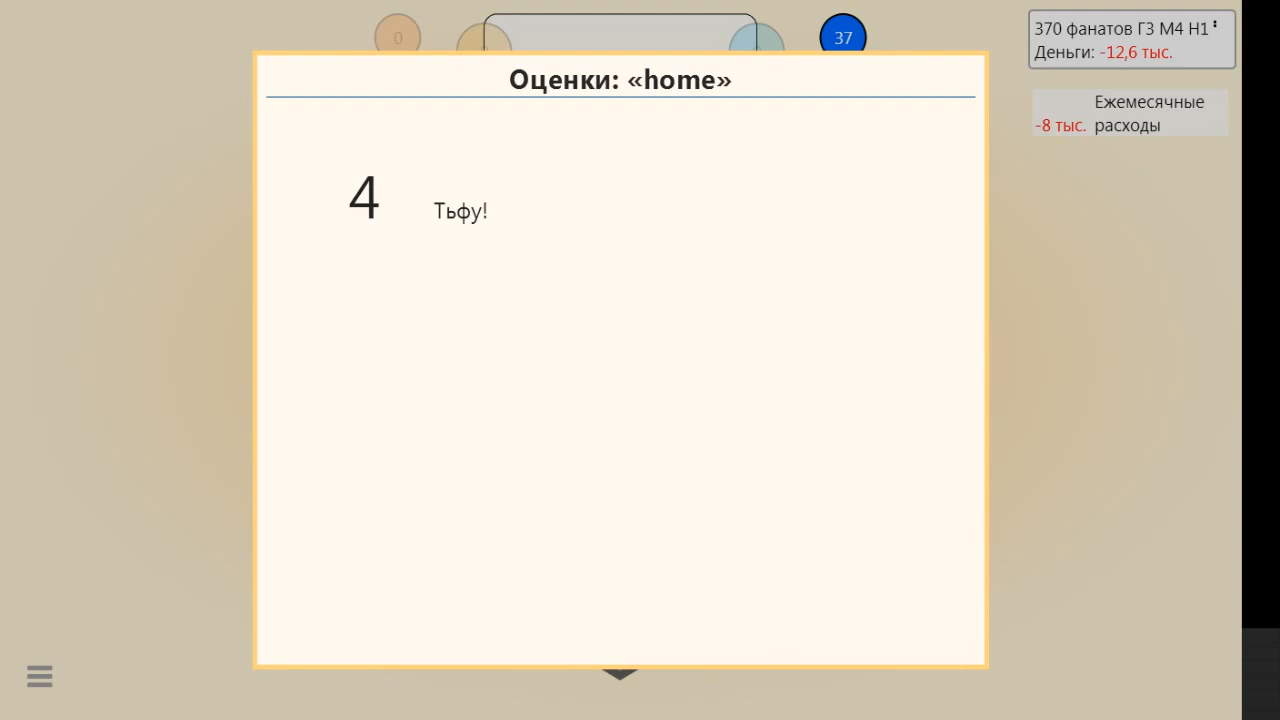 0
37
370 фанатов Г3 М4 Н1
Деньги: -12,6 тыс.
Ежемесячные
-8 тыс. расходы
Оценки: «home»
4 Тьфу!